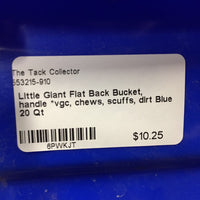 The Tack Collector
553215-910
Little Giant Flat Back Bucket,
handle *vgc, chews, scuffs, dirt Blue
20 Qt
$10.25
6PWKJT